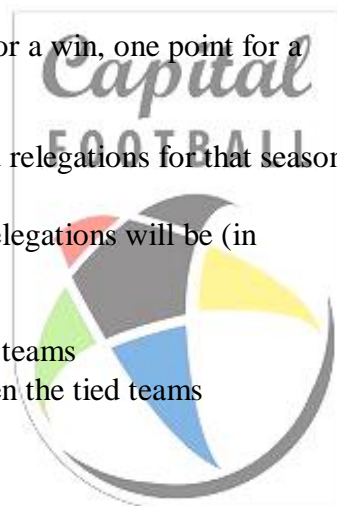 or a win, one point for a
Capital
FOOTBALL
relegations for that season
elegations will be (in
teams
en the tied teams